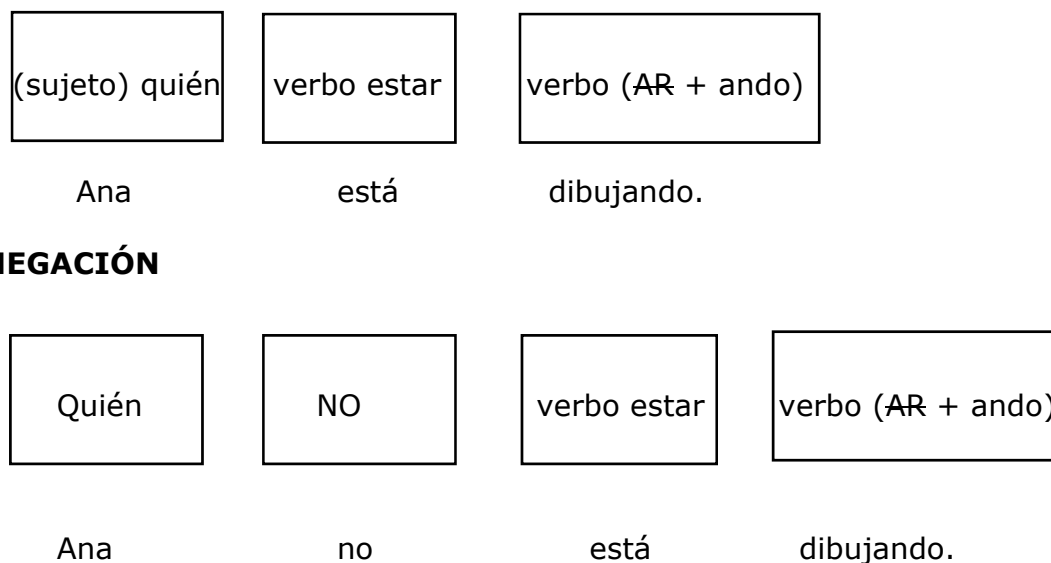 (sujeto) quién verbo estar verbo (AR + ando)
Ana está dibujando.
NEGACIÓN
Quién NO verbo estar verbo (AR + ando)
Ana no está dibujando.